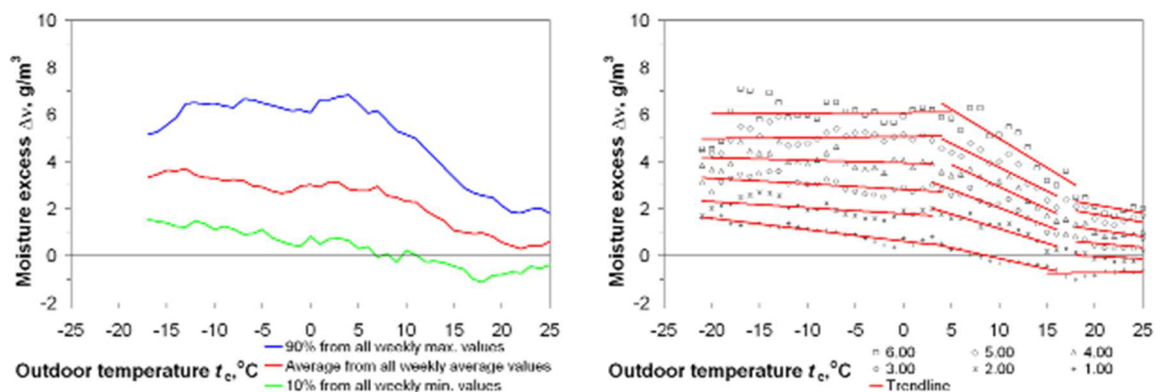 10
8
6
4
2
0
-2
Moisture excess Δν, g/m³
-25 -20 -15 -10 -5 0 5 10 15 20 25
Outdoor temperature te,°C
90% from all weekly max. values
Average from all weekly average values
10% from all weekly min. values
10
8
6
4
2
0
-2
Moisture excess Δν, g/m³
-25 -20 -15 -10 -5 0 5 10 15 20 25
Outdoor temperature te,°C
6.00 5.00 4.00
3.00 2.00 1.00
Trendline